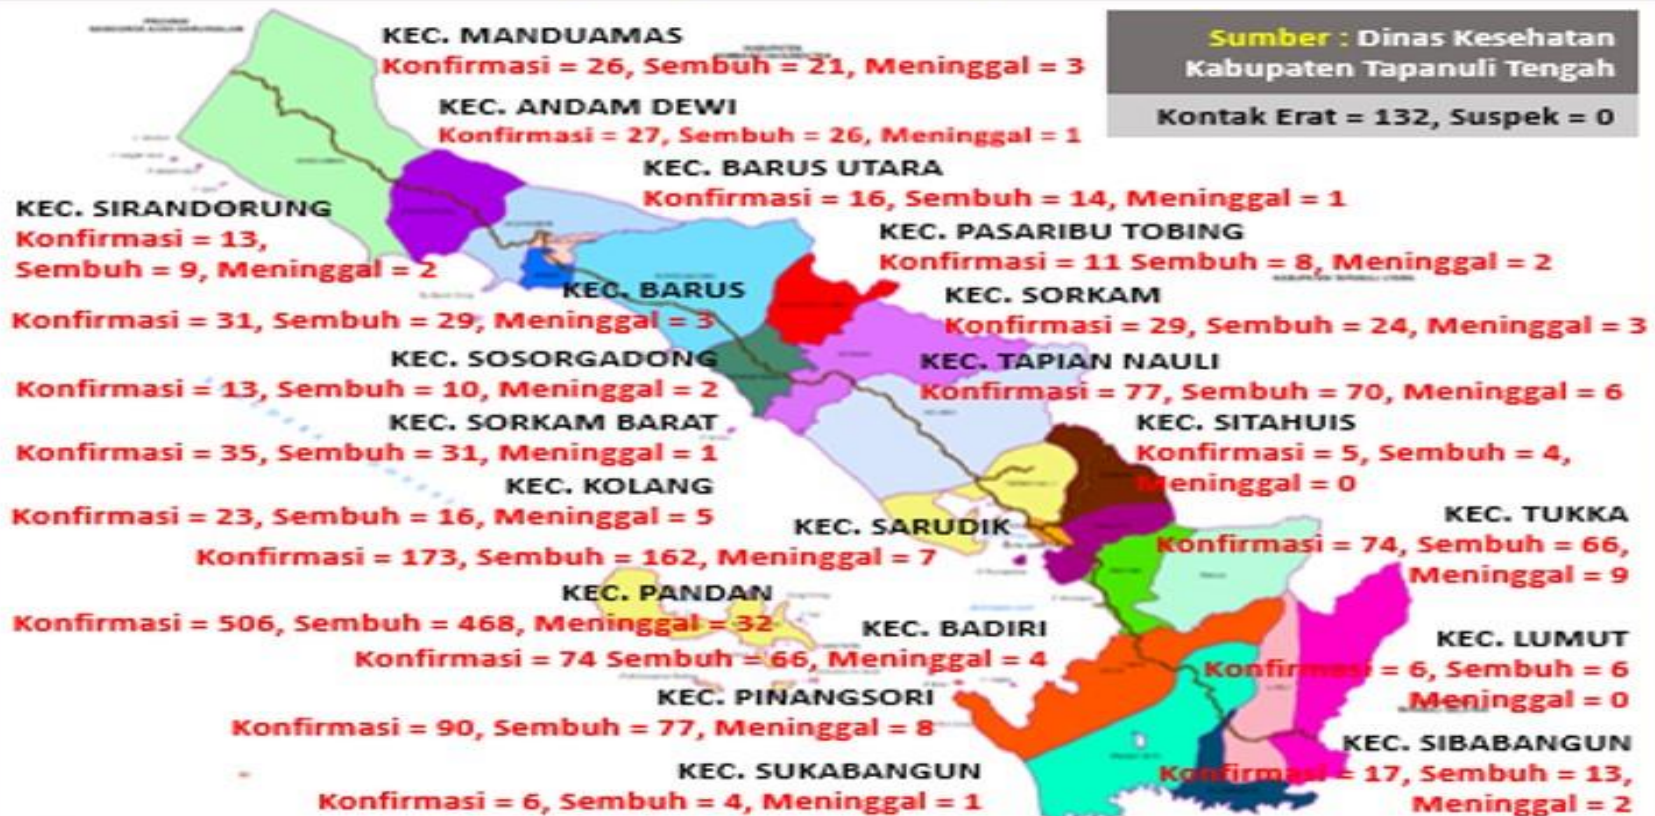 KEC. MANDUAMAS
Konfirmasi = 26, Sembuh = 21, Meninggal = 3
Sumber : Dinas Kesehatan
Kabupaten Tapanuli Tengah
Kontak Erat = 132, Suspek = 0
KEC. ANDAM DEWI
Konfirmasi = 27, Sembuh = 26, Meninggal = 1
KEC. BARUS UTARA
Konfirmasi = 16, Sembuh = 14, Meninggal = 1
KEC. SIRANDORUNG
Konfirmasi = 13,
Sembuh = 9, Meninggal = 2
KEC. PASARIBU TOBING
Konfirmasi = 11 Sembuh = 8, Meninggal = 2
KEC. BARUS
Konfirmasi = 31, Sembuh = 29, Meninggal = 3
KEC. SORKAM
Konfirmasi = 29, Sembuh = 24, Meninggal = 3
KEC. SOSORGADONG
Konfirmasi = 13, Sembuh = 10, Meninggal = 2
KEC. TAPIAN NAULI
Konfirmasi = 77, Sembuh = 70, Meninggal = 6
KEC. SORKAM BARAT
Konfirmasi = 35, Sembuh = 31, Meninggal = 1
KEC. SITAHUIS
Konfirmasi = 5, Sembuh = 4,
Meninggal = 0
KEC. KOLANG
Konfirmasi = 23, Sembuh = 16, Meninggal = 5
KEC. SARUDIK
Konfirmasi = 173, Sembuh = 162, Meninggal = 7
KEC. TUKKA
Konfirmasi = 74, Sembuh = 66,
Meninggal = 9
KEC. PANDAN
Konfirmasi = 506, Sembuh = 468, Meninggal = 32
KEC. BADIRI
Konfirmasi = 74 Sembuh = 66, Meninggal = 4
KEC. LUMUT
Konfirmasi = 6, Sembuh = 6
Meninggal = 0
KEC. PINANGSORI
Konfirmasi = 90, Sembuh = 77, Meninggal = 8
KEC. SIBABANGUN
Konfirmasi = 17, Sembuh = 13,
Meninggal = 2
KEC. SUKABANGUN
Konfirmasi = 6, Sembuh = 4, Meninggal = 1